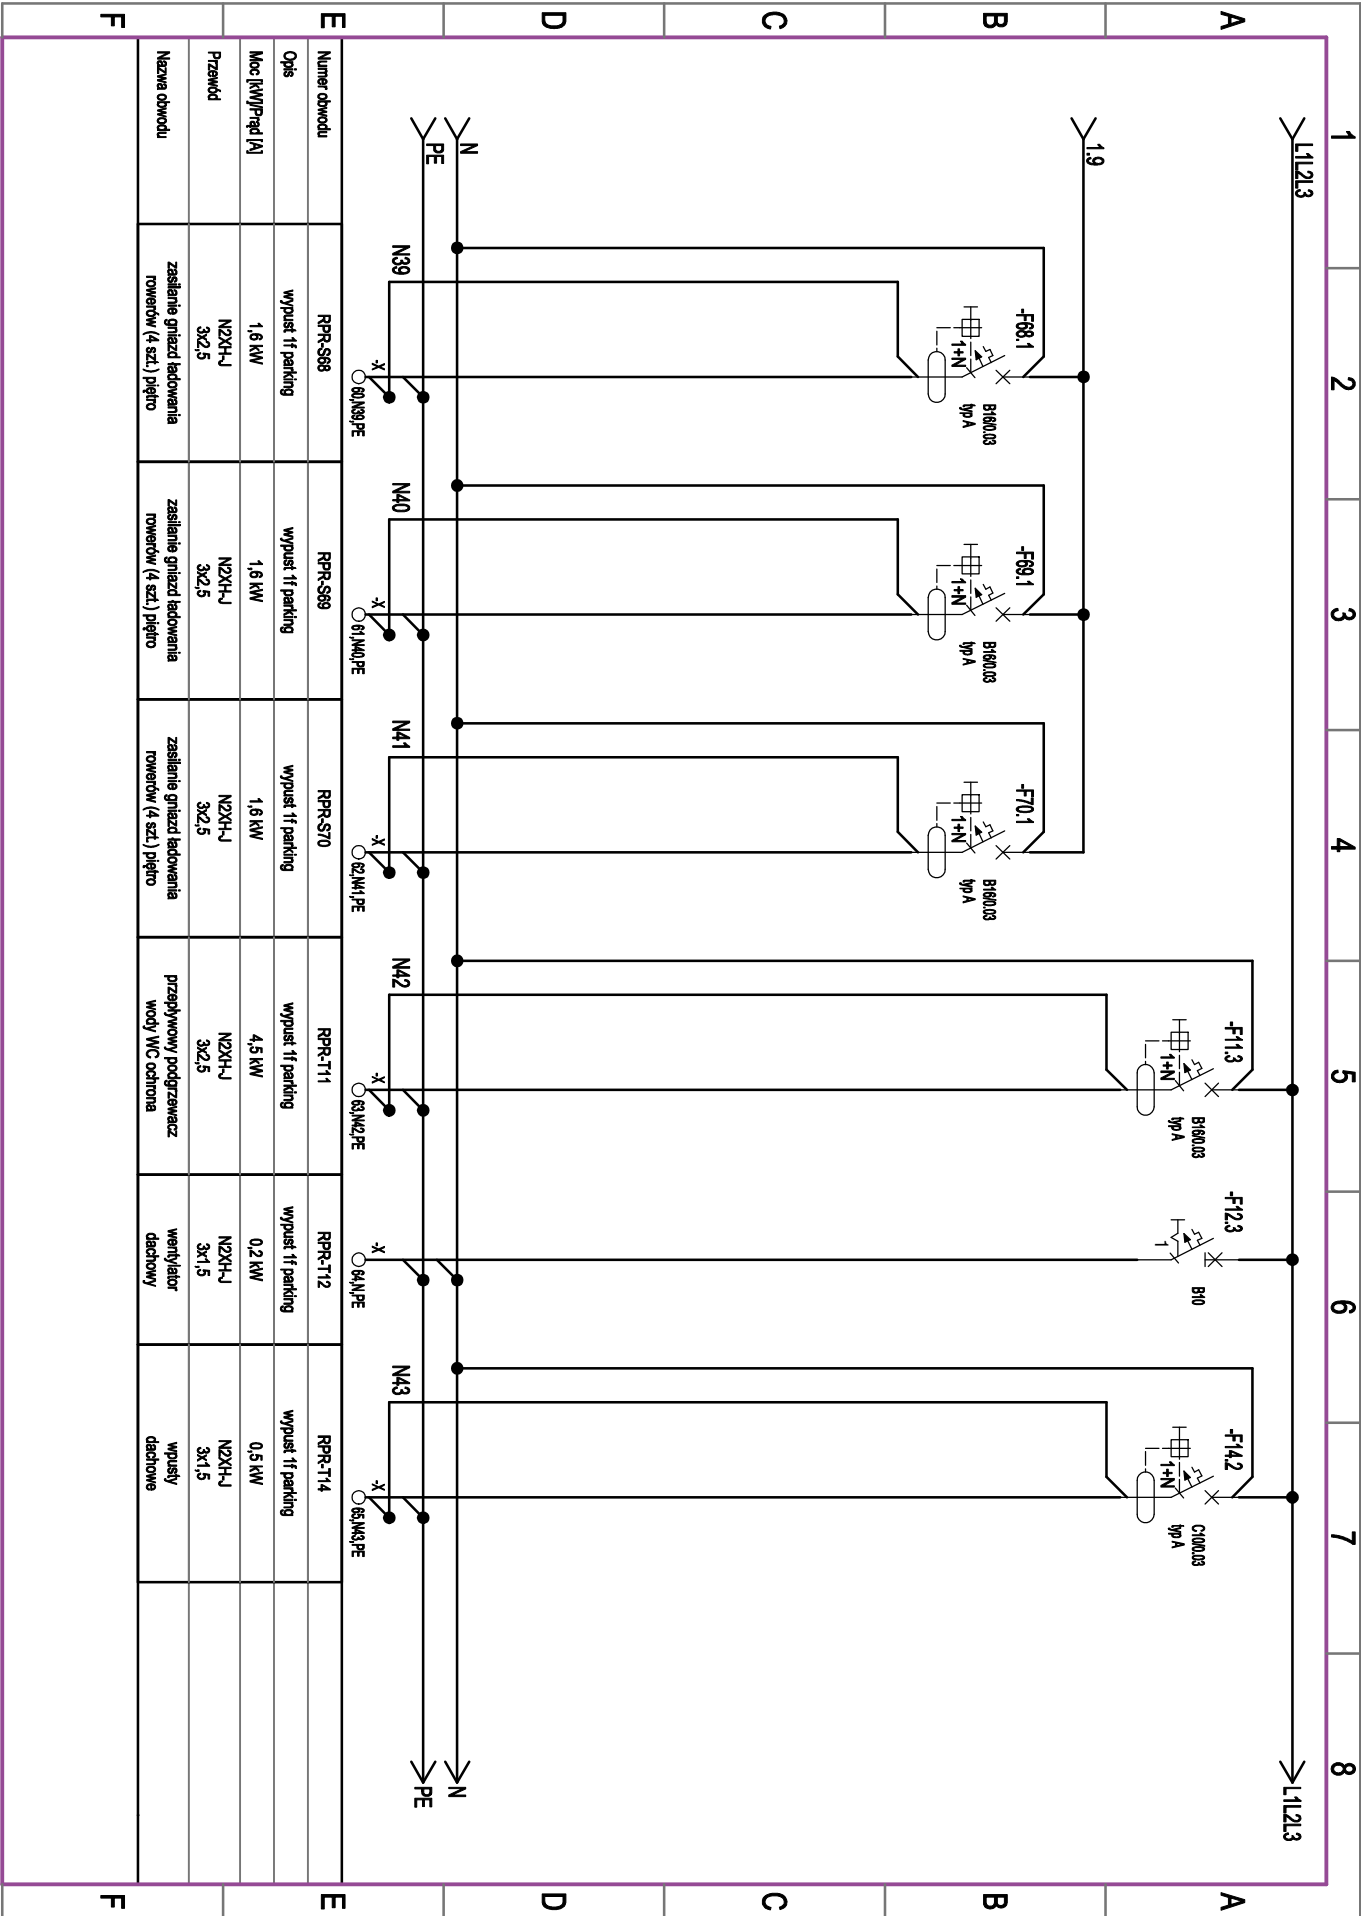 1 2 3 4 5 6 7 8
A A
B B
C C
D D
E E
F F
L1L2L3 L1L2L3
1.9
N N
PE PE
-F68.1
1+N
B16/0.03
typ A
-F69.1
1+N
B16/0.03
typ A
-F70.1
1+N
B16/0.03
typ A
-F11.3
1+N
B16/0.03
typ A
-F12.3
1
B10
-F14.2
1+N
C10/0.03
typ A
N39 N40 N41 N42 N43
-X 60,N39,PE
-X 61,N40,PE
-X 62,N41,PE
-X 63,N42,PE
-X 64,N,PE
-X 65,N43,PE
Numer obwodu RPR-S68 RPR-S69 RPR-S70 RPR-T11 RPR-T12 RPR-T14
Opis wypust 1f parking wypust 1f parking wypust 1f parking wypust 1f parking wypust 1f parking wypust 1f parking
Moc [kW]/Prąd [A] 1,6 kW 1,6 kW 1,6 kW 4,5 kW 0,2 kW 0,5 kW
Przewód N2XH-J N2XH-J N2XH-J N2XH-J N2XH-J N2XH-J
3x2,5 3x2,5 3x2,5 3x2,5 3x1,5 3x1,5
Nazwa obwodu zasilanie gniazd ładowania zasilanie gniazd ładowania zasilanie gniazd ładowania przepływowy podgrzewacz wentylator wpusty
rowerów (4 szt.) piętro rowerów (4 szt.) piętro rowerów (4 szt.) piętro wody WC ochrona dachowy dachowe